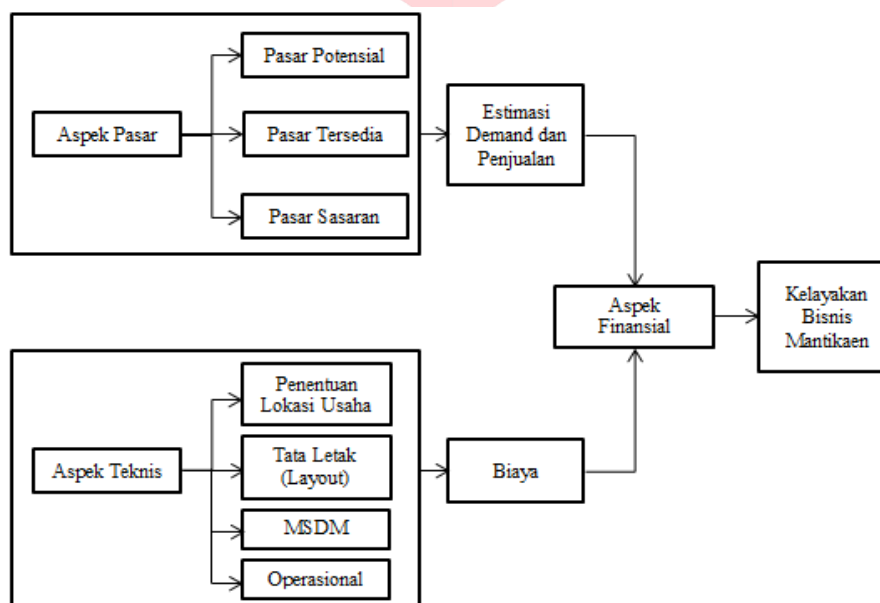 Aspek Pasar
Pasar Potensial
Pasar Tersedia
Pasar Sasaran
Estimasi
Demand dan
Penjualan
Aspek Teknis
Penentuan
Lokasi Usaha
Tata Letak
(Layout)
MSDM
Operasional
Biaya
Aspek
Finansial
Kelayakan
Bisnis
Mantikaen